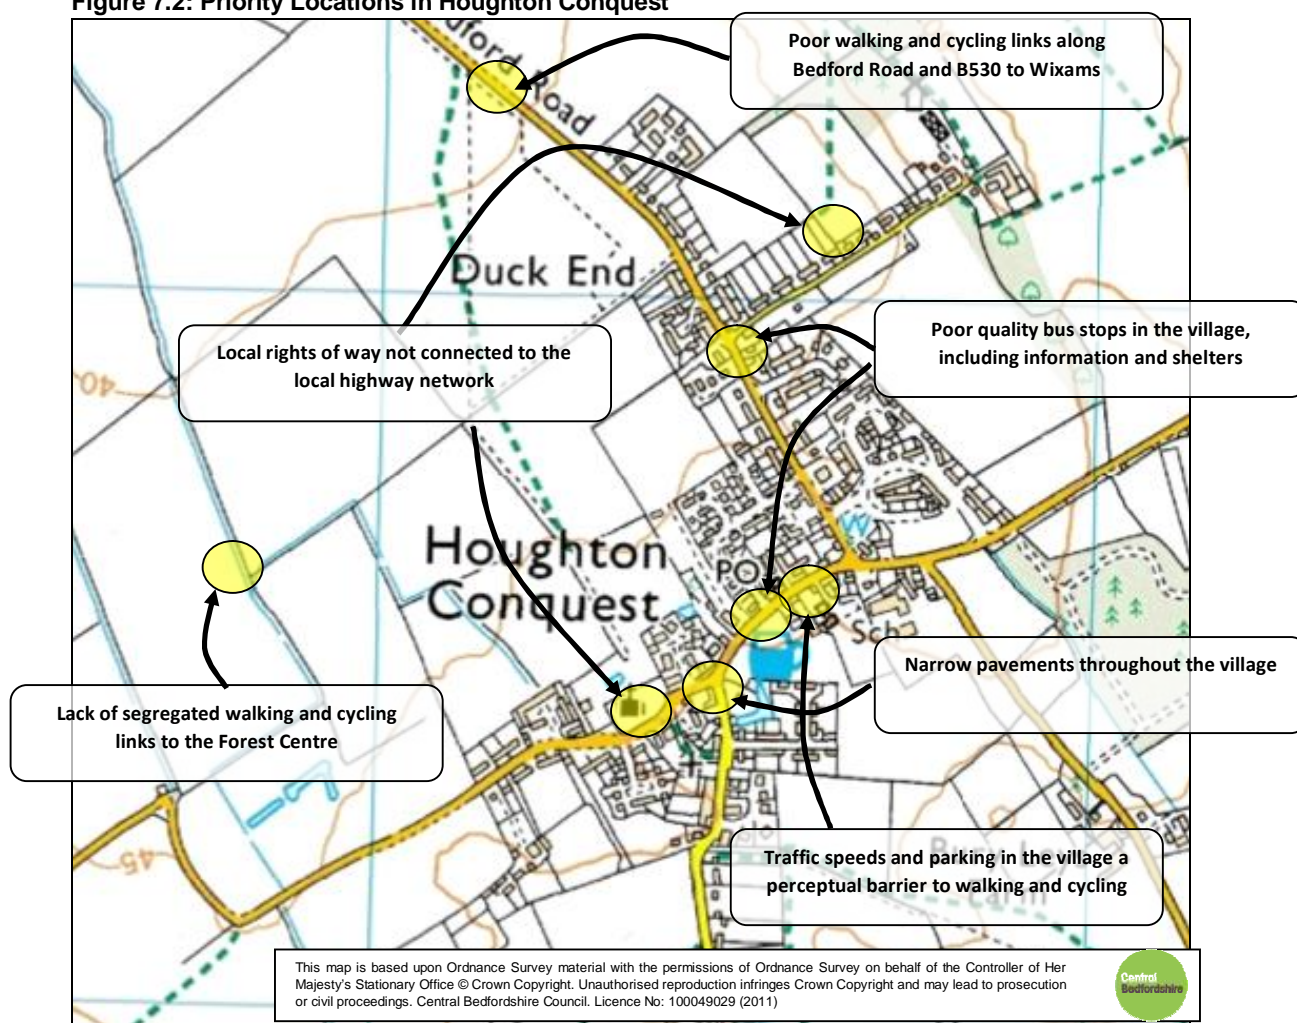 Figure 7.2: Priority Locations in Houghton Conquest
Poor walking and cycling links along
Bedford Road and B530 to Wixams
dford Road
Duck End
Local rights of way not connected to the
local highway network
Poor quality bus stops in the village,
including information and shelters
40
Houghton
Conquest
W
PO
Sch
Narrow pavements throughout the village
Lack of segregated walking and cycling
links to the Forest Centre
45
Traffic speeds and parking in the village a
perceptual barrier to walking and cycling
This map is based upon Ordnance Survey material with the permissions of Ordnance Survey on behalf of the Controller of Her
Majesty's Stationary Office © Crown Copyright. Unauthorised reproduction infringes Crown Copyright and may lead to prosecution
or civil proceedings. Central Bedfordshire Council. Licence No: 100049029 (2011)
Central
Bedfordshire